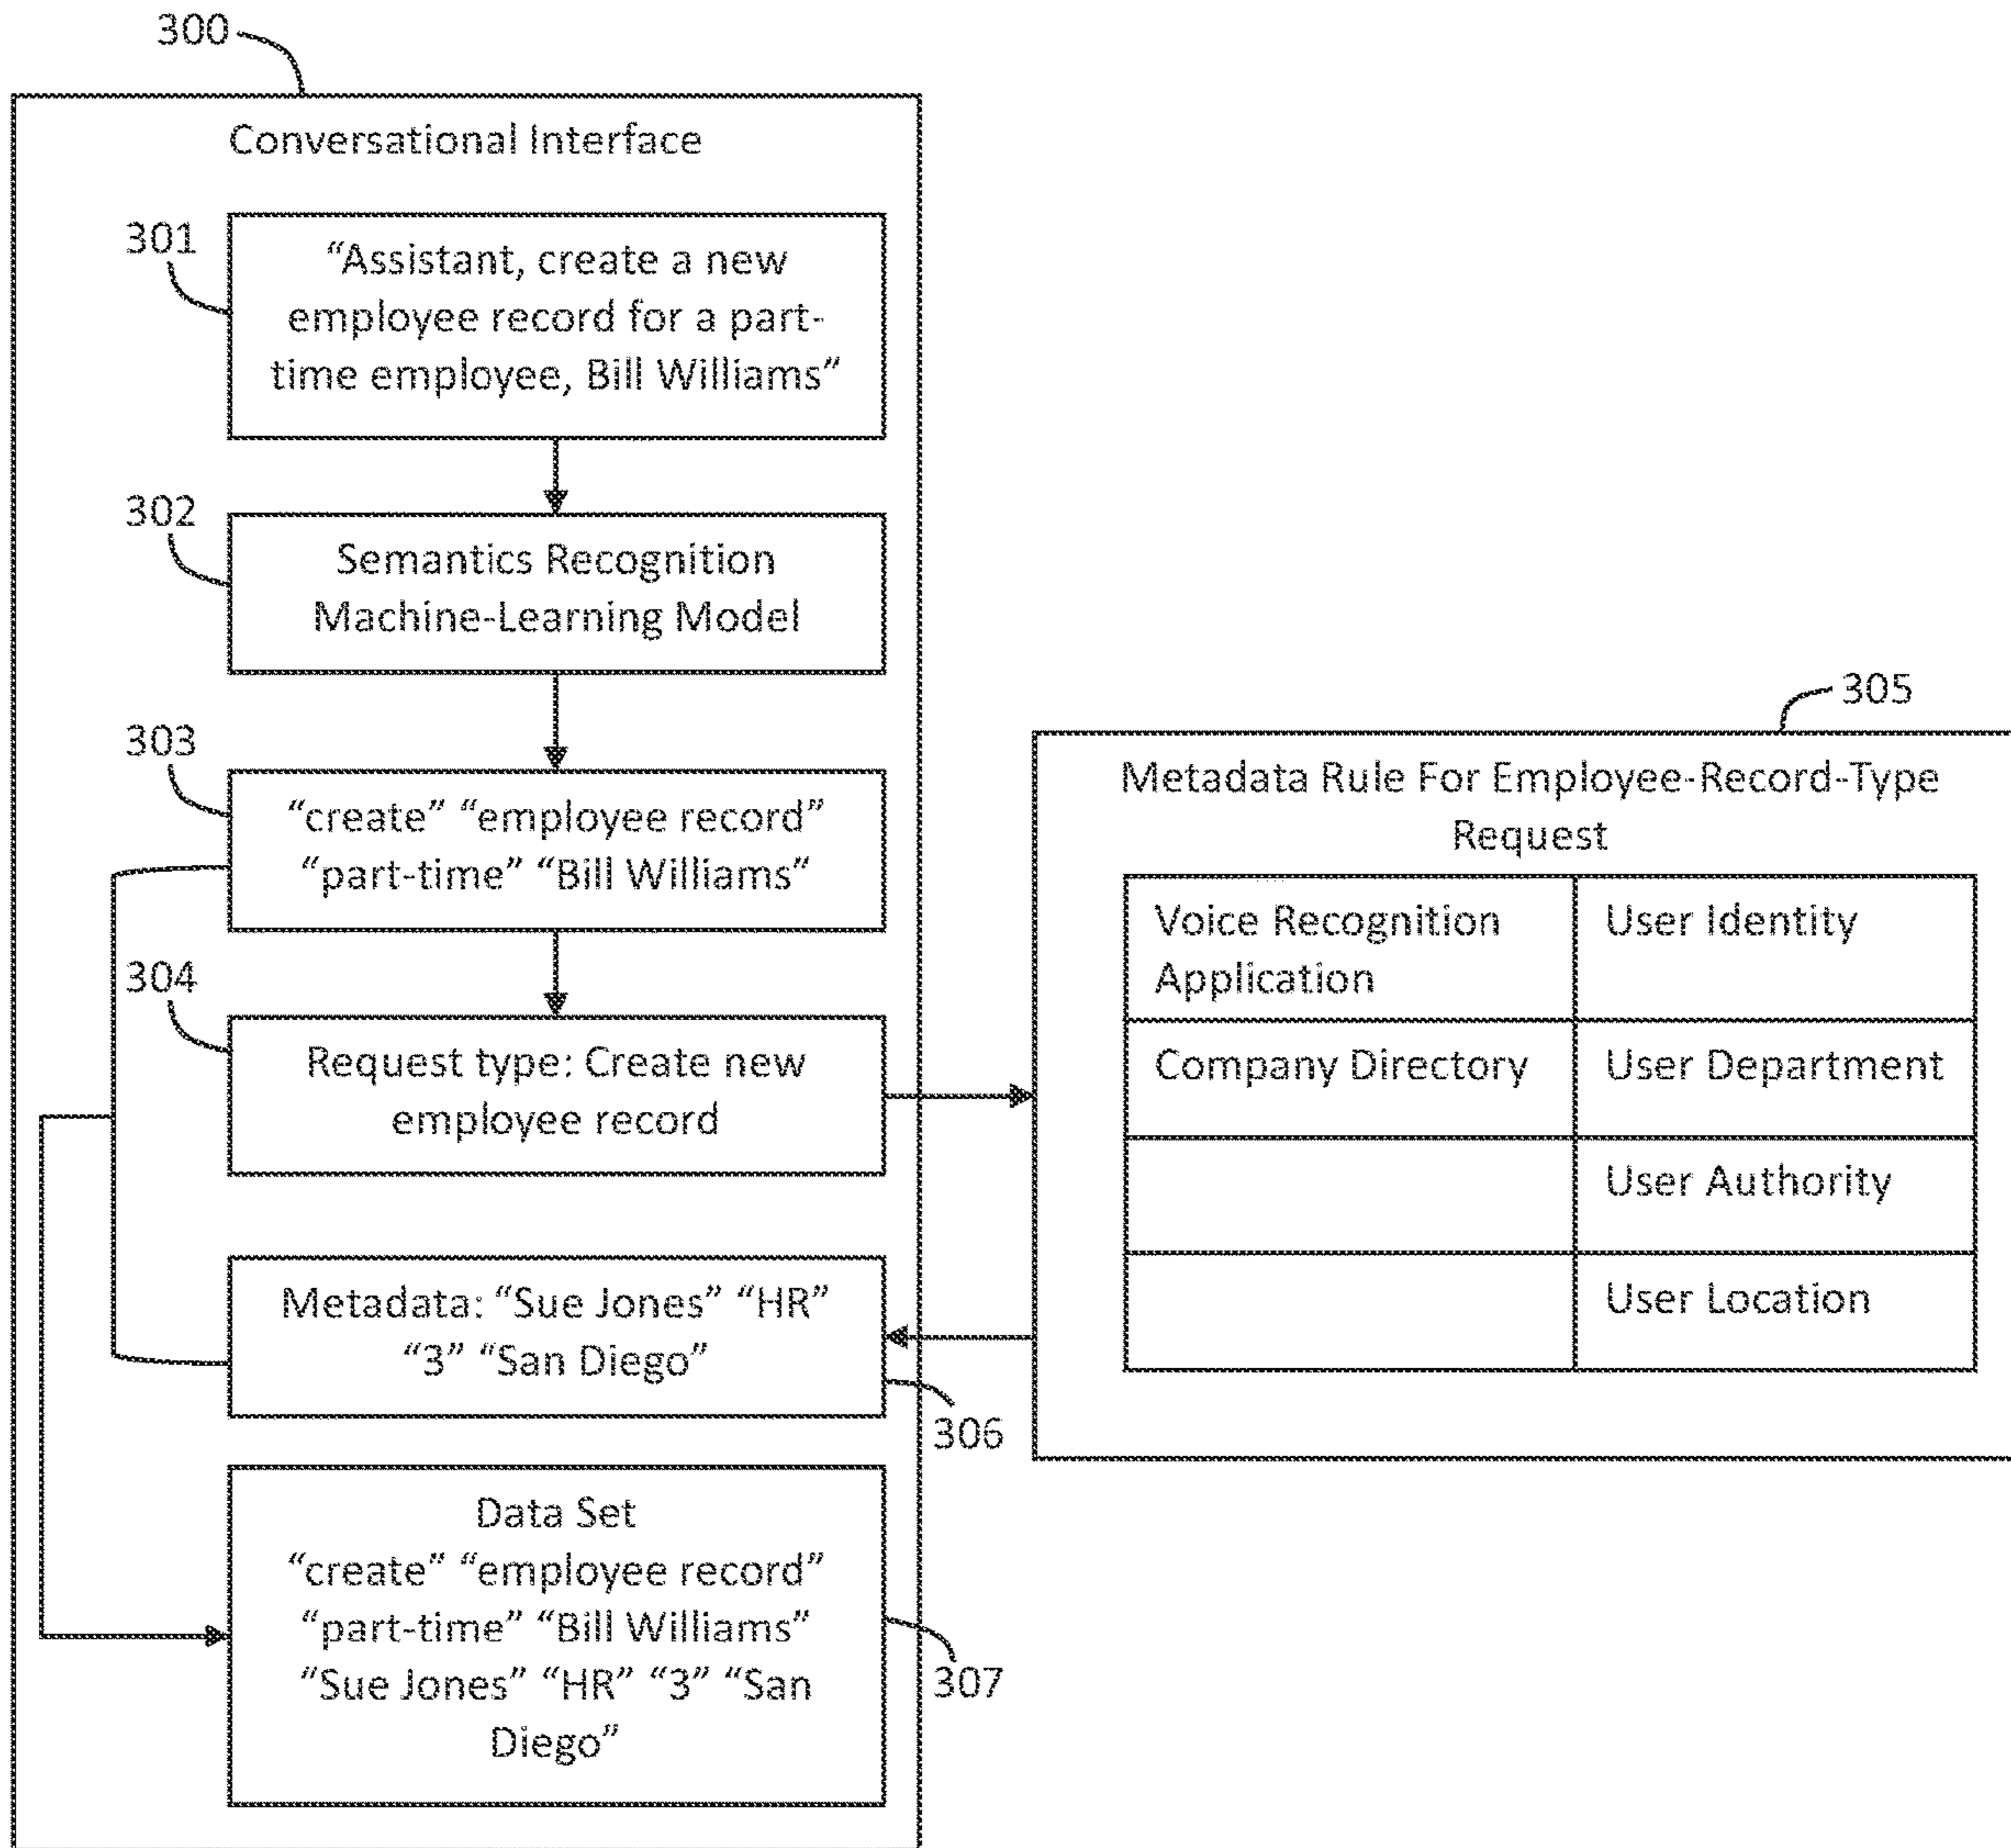 300
Conversational Interface
301
“Assistant, create a new
employee record for a part-
time employee, Bill Williams”
302
Semantics Recognition
Machine-Learning Model
303
“create” “employee record”
“part-time” “Bill Williams”
304
Request type: Create new
employee record
Metadata: “Sue Jones” “HR”
“3” “San Diego”
306
Data Set
“create” “employee record”
“part-time” “Bill Williams”
“Sue Jones” “HR” “3” “San
Diego”
307
305
Metadata Rule For Employee-Record-Type
Request
Voice Recognition
Application
User Identity
Company Directory
User Department
User Authority
User Location